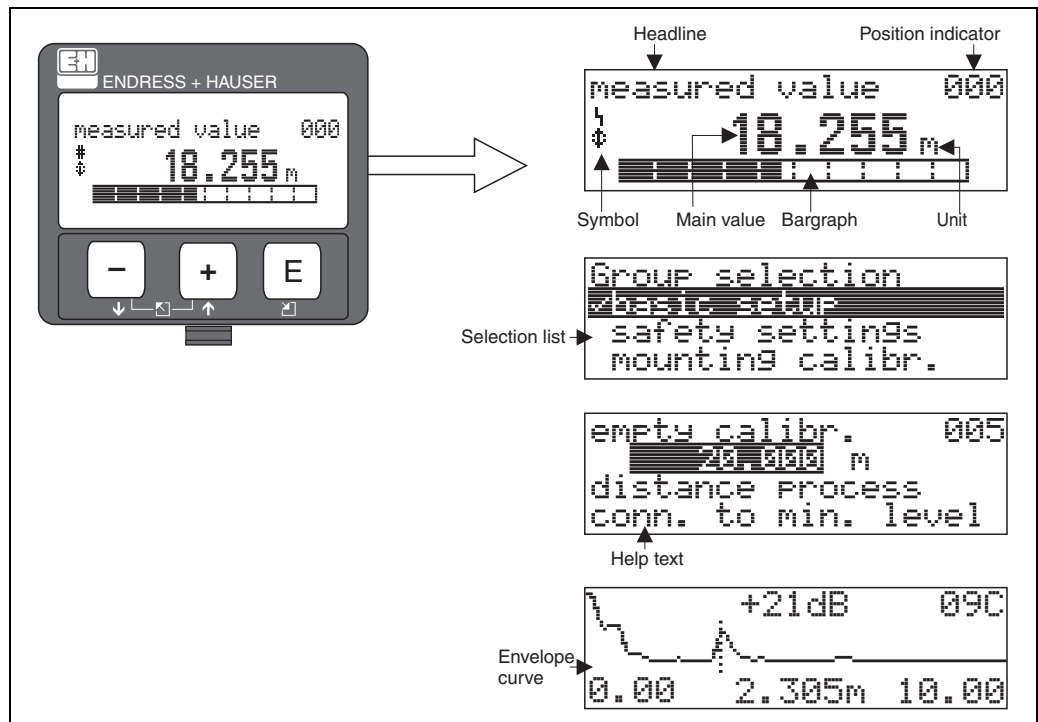 ENDRESS + HAUSER
measured value 000
# 18.255 m
- + E
Headline Position indicator
measured value 000
18.255 m
Symbol Main value Bargraph Unit
Group selection
✓basic setup
Selection list
safety settings
mounting calibr.
empty calibr. 005
20.000 m
distance process
conn. to min. level
Help text
+21dB 09C
Envelope
curve
0.00 2.305m 10.00